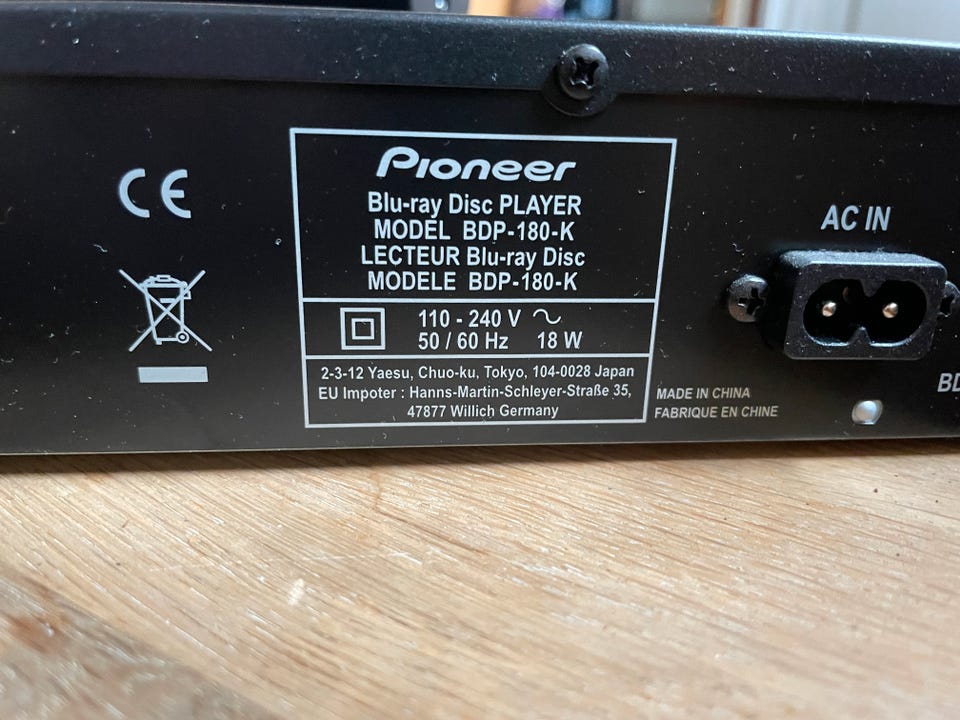 CE
Pioneer
Blu-ray Disc PLAYER
MODEL BDP-180-K
LECTEUR Blu-ray Disc
MODELE BDP-180-K
110 - 240 V ~
50 / 60 Hz 18 W
2-3-12 Yaesu, Chuo-ku, Tokyo, 104-0028 Japan
EU Impoter : Hanns-Martin-Schleyer-Straße 35,
47877 Willich Germany
AC IN
MADE IN CHINA
FABRIQUE EN CHINE
BD